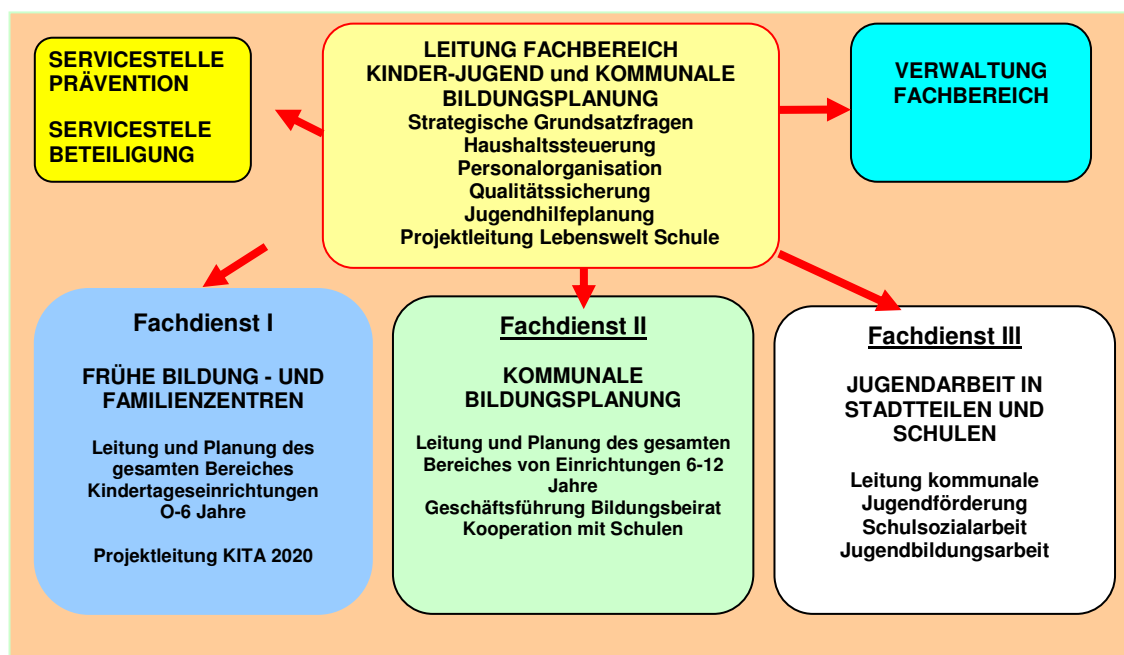 SERVICESTELLE
PRÄVENTION
SERVICESTELE
BETEILIGUNG
LEITUNG FACHBEREICH
KINDER-JUGEND und KOMMUNALE
BILDUNGSPLANUNG
Strategische Grundsatzfragen
Haushaltssteuerung
Personalorganisation
Qualitätssicherung
Jugendhilfeplanung
Projektleitung Lebenswelt Schule
VERWALTUNG
FACHBEREICH
Fachdienst I
FRÜHE BILDUNG - UND
FAMILIENZENTREN
Leitung und Planung des
gesamten Bereiches
Kindertageseinrichtungen
O-6 Jahre
Projektleitung KITA 2020
Fachdienst II
KOMMUNALE
BILDUNGSPLANUNG
Leitung und Planung des gesamten
Bereiches von Einrichtungen 6-12
Jahre
Geschäftsführung Bildungsbeirat
Kooperation mit Schulen
Fachdienst III
JUGENDARBEIT IN
STADTTEILEN UND
SCHULEN
Leitung kommunale
Jugendförderung
Schulsozialarbeit
Jugendbildungsarbeit